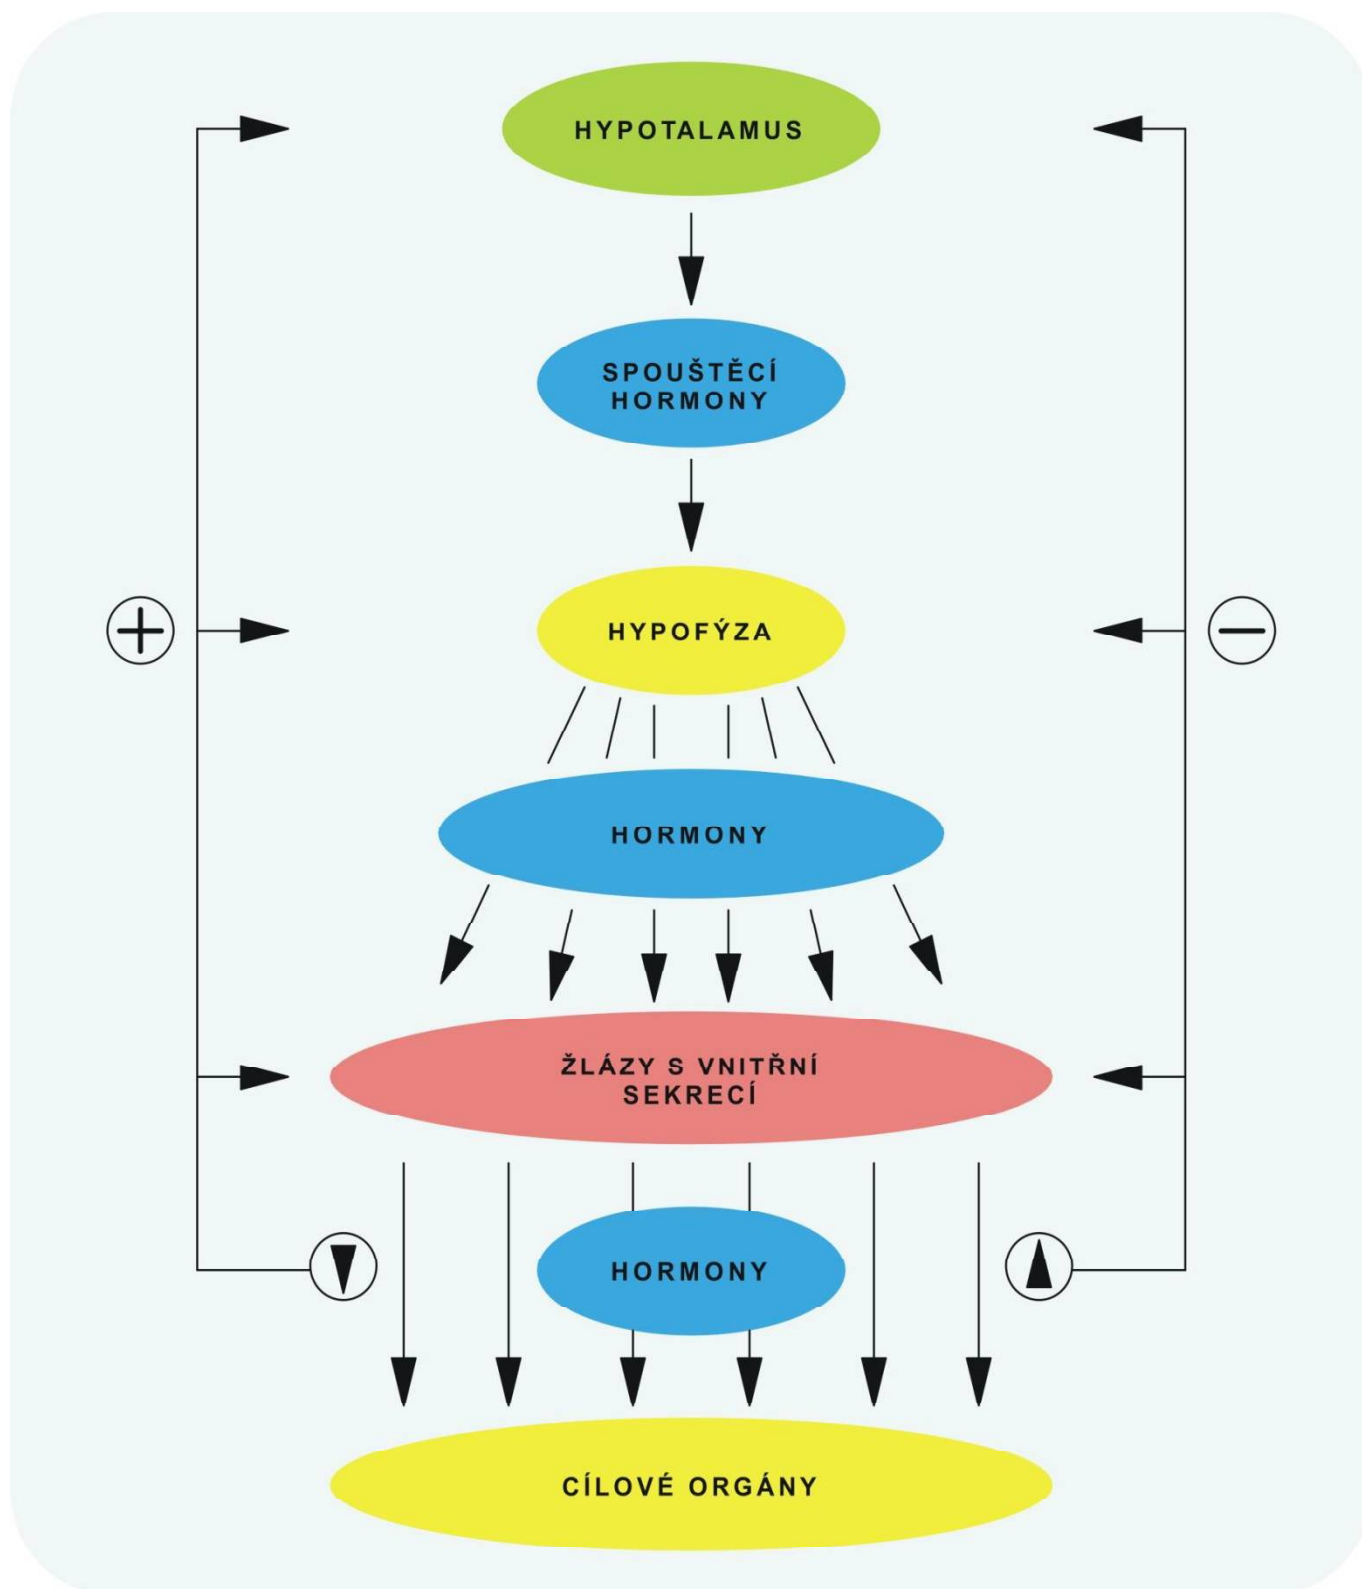 HYPOTALAMUS
SPOUŠTĚCÍ
HORMONY
HYPOFÝZA
HORMONY
ŽLÁZY S VNITŘNÍ
SEKRECÍ
HORMONY
CÍLOVÉ ORGÁNY